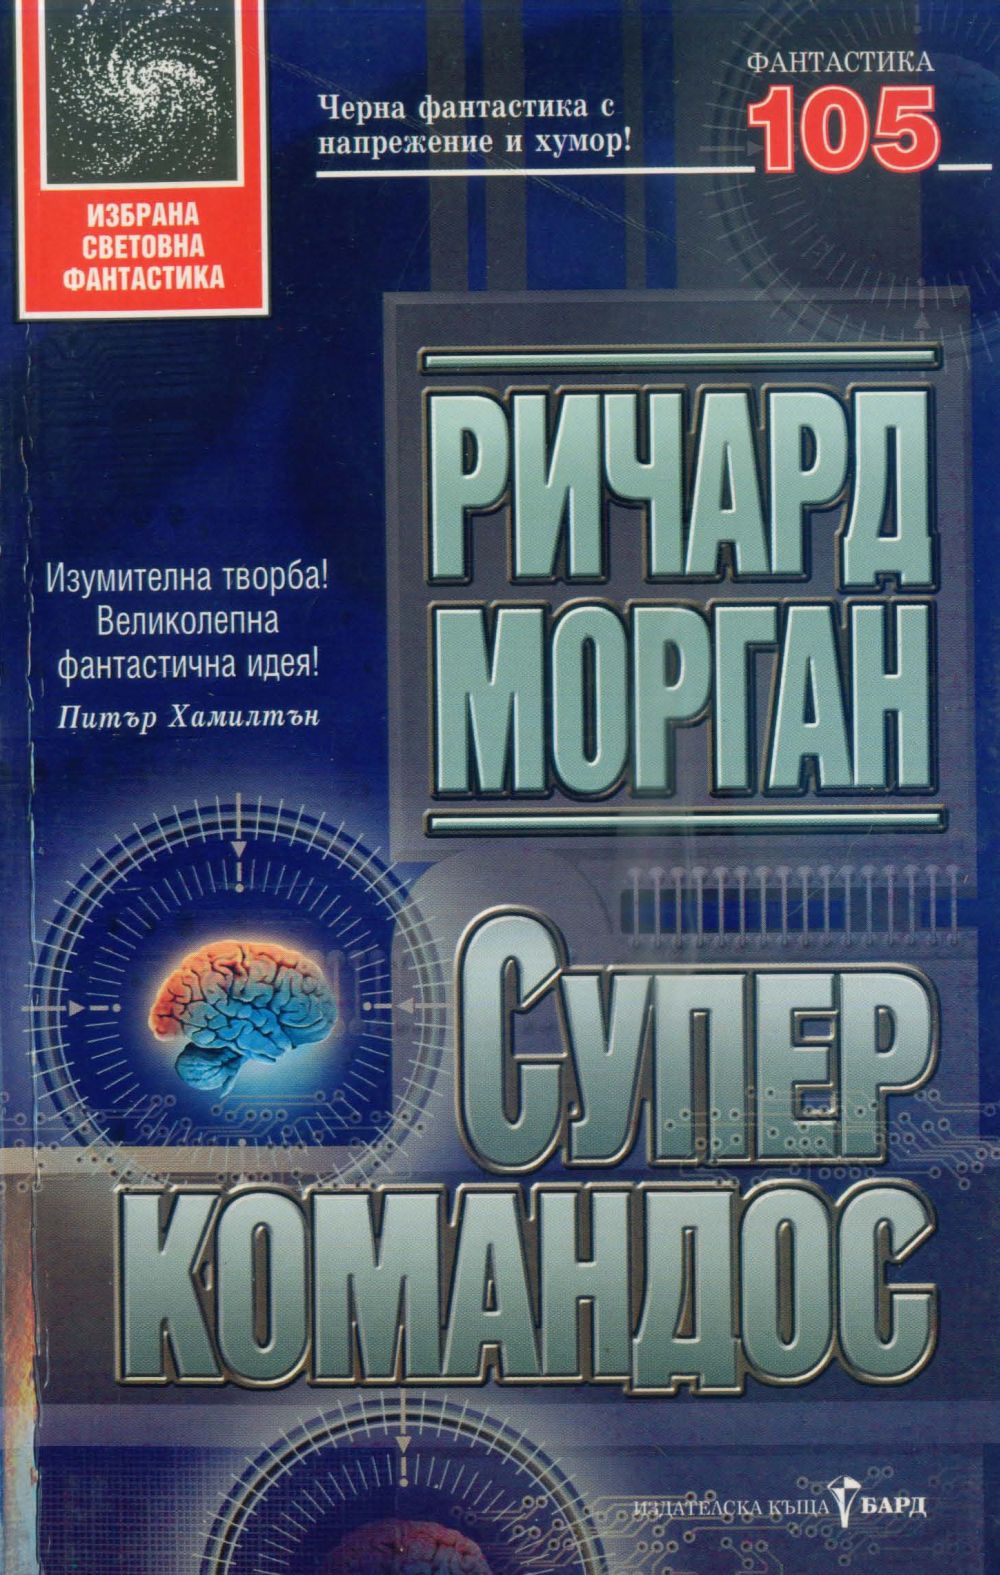 ИЗБРАНА
СВЕТОВНА
ФАНТАСТИКА
Черна фантастика с
напрежение и хумор!
ФАНТАСТИКА
105
РИЧАРД
МОРГАН
Изумителна творба!
Великолепна
фантастична идея!
Питър Хамилтън
СУПЕР
КОМАНДОС
ИЗДАТЕЛСКА КЪЩА БАРД